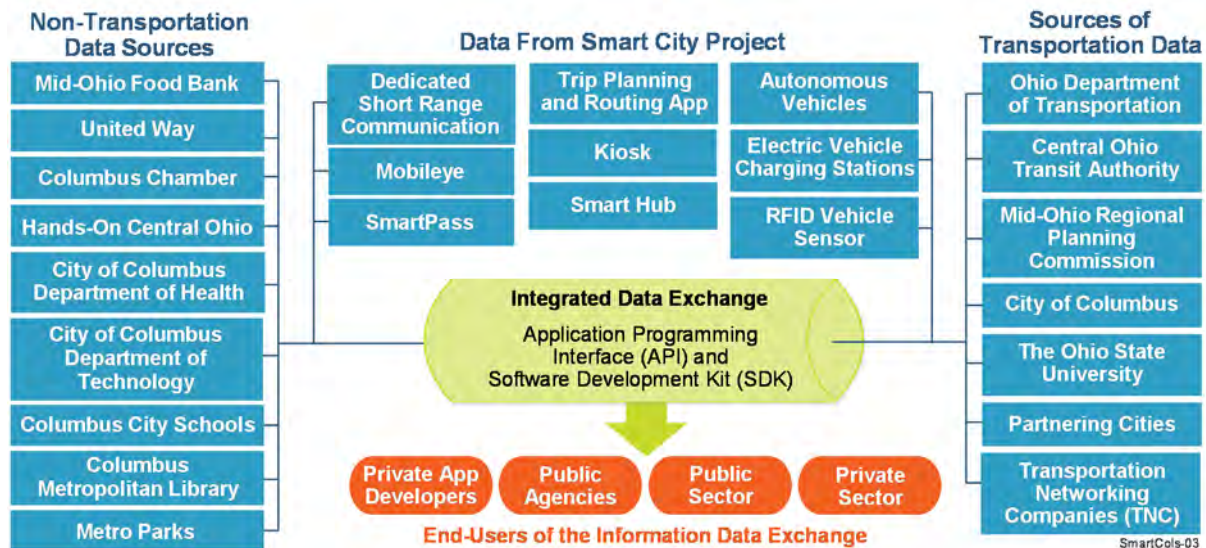 Non-Transportation
Data Sources
Mid-Ohio Food Bank
United Way
Columbus Chamber
Hands-On Central Ohio
City of Columbus
Department of Health
City of Columbus
Department of
Technology
Columbus City Schools
Columbus
Metropolitan Library
Metro Parks
Data From Smart City Project
Dedicated
Short Range
Communication
Mobileye
SmartPass
Trip Planning
and Routing App
Kiosk
Smart Hub
Autonomous
Vehicles
Electric Vehicle
Charging Stations
RFID Vehicle
Sensor
Integrated Data Exchange
Application Programming
Interface (API) and
Software Development Kit (SDK)
Private App
Developers
Public
Agencies
Public
Sector
Private
Sector
End-Users of the Information Data Exchange
Sources of
Transportation Data
Ohio Department
of Transportation
Central Ohio
Transit Authority
Mid-Ohio Regional
Planning
Commission
City of Columbus
The Ohio State
University
Partnering Cities
Transportation
Networking
Companies (TNC)
SmartCols-03